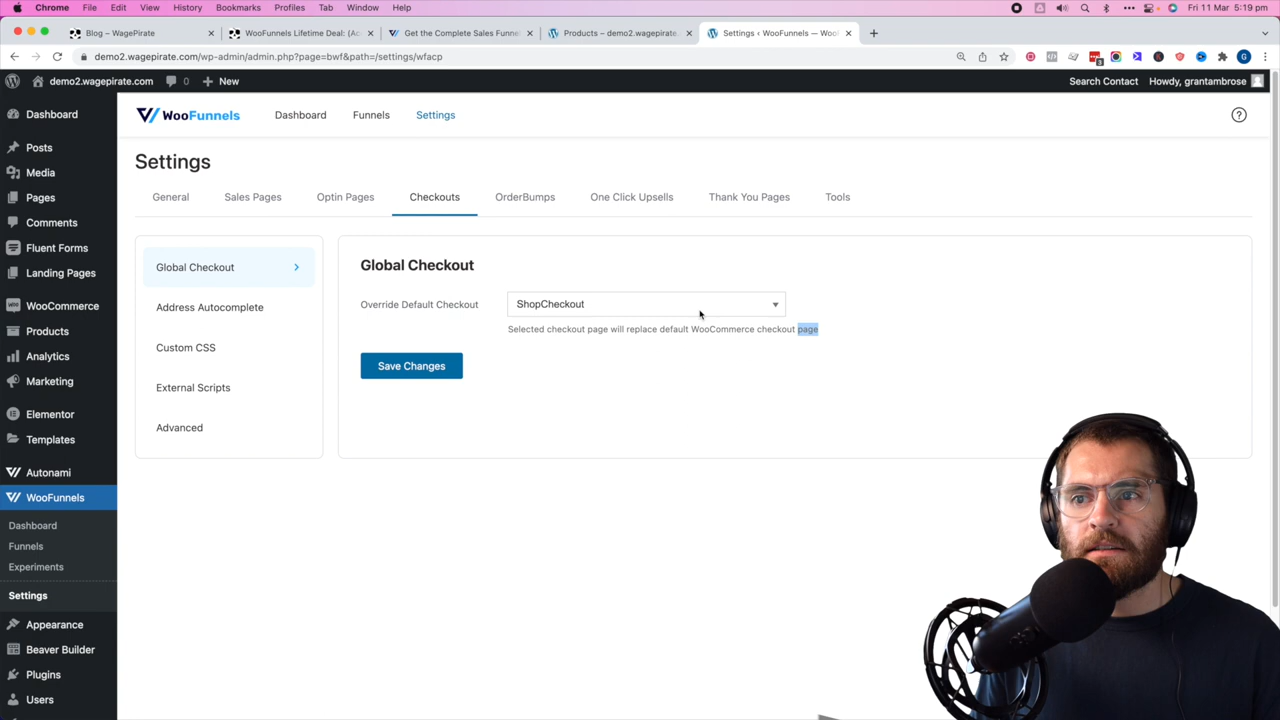 Chrome File Edit View History Bookmarks Profiles Tab Window Help Fri 11 Mar 5:19 pm
Blog – WagePirate
WooFunnels Lifetime Deal: (Ac
Get the Complete Sales Funne
Products – demo2.wagepirate.
Settings ‹ WooFunnels — Woo
demo2.wagepirate.com/wp-admin/admin.php?page=bwf&path=/settings/wfacp
3
G
demo2.wagepirate.com 0 New Search Contact Howdy, grantambrose
Dashboard
Posts
Media
Pages
Comments
Fluent Forms
Landing Pages
WooCommerce
Products
Analytics
Marketing
Elementor
Templates
Autonami
WooFunnels
Dashboard
Funnels
Experiments
Settings
Appearance
Beaver Builder
Plugins
Users
WooFunnels Dashboard Funnels Settings ?
Settings
General Sales Pages Optin Pages Checkouts OrderBumps One Click Upsells Thank You Pages Tools
Global Checkout
Address Autocomplete
Custom CSS
External Scripts
Advanced
Global Checkout
Override Default Checkout ShopCheckout
Selected checkout page will replace default WooCommerce checkout page
Save Changes